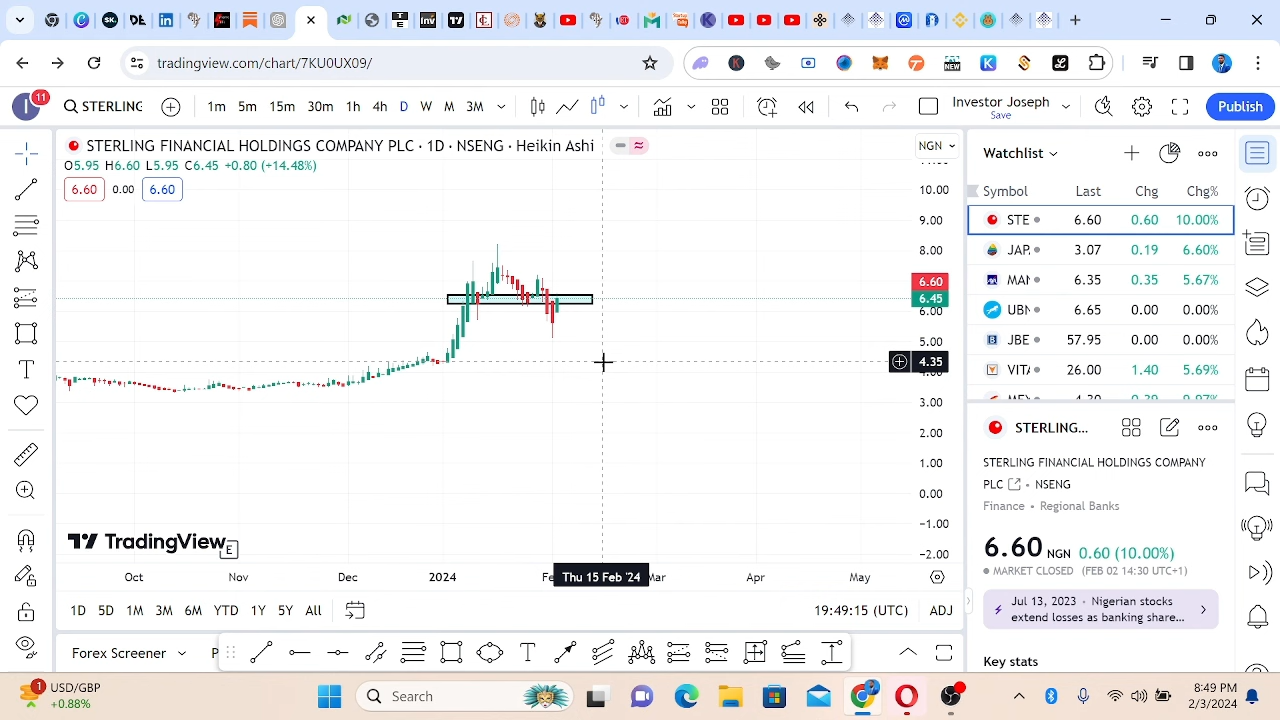 tradingview.com/chart/7KU0UX09/
11
STERLING
1m 5m 15m 30m 1h 4h D W M 3M
Investor Joseph
Save
Publish
STERLING FINANCIAL HOLDINGS COMPANY PLC · 1D · NSENG · Heikin Ashi
O5.95 H6.60 L5.95 C6.45 +0.80 (+14.48%)
6.60 0.00 6.60
NGN
10.00
9.00
8.00
6.60
6.45
6.00
5.00
4.35
3.00
2.00
1.00
0.00
−1.00
−2.00
TradingView
E
Oct Nov Dec 2024 Thu 15 Feb '24 Mar Apr May
1D 5D 1M 3M 6M YTD 1Y 5Y All
19:49:15 (UTC) ADJ
Forex Screener
Watchlist
Symbol Last Chg Chg%
STE 6.60 0.60 10.00%
JAP 3.07 0.19 6.60%
MAN 6.35 0.35 5.67%
UBN 6.65 0.00 0.00%
JBE 57.95 0.00 0.00%
VITA 26.00 1.40 5.69%
STERLING...
STERLING FINANCIAL HOLDINGS COMPANY
PLC • NSENG
Finance • Regional Banks
6.60 NGN 0.60 (10.00%)
MARKET CLOSED (FEB 02 14:30 UTC+1)
Jul 13, 2023 • Nigerian stocks
extend losses as banking share...
Key stats
1
USD/GBP
+0.88%
Search
8:49 PM
2/3/2024